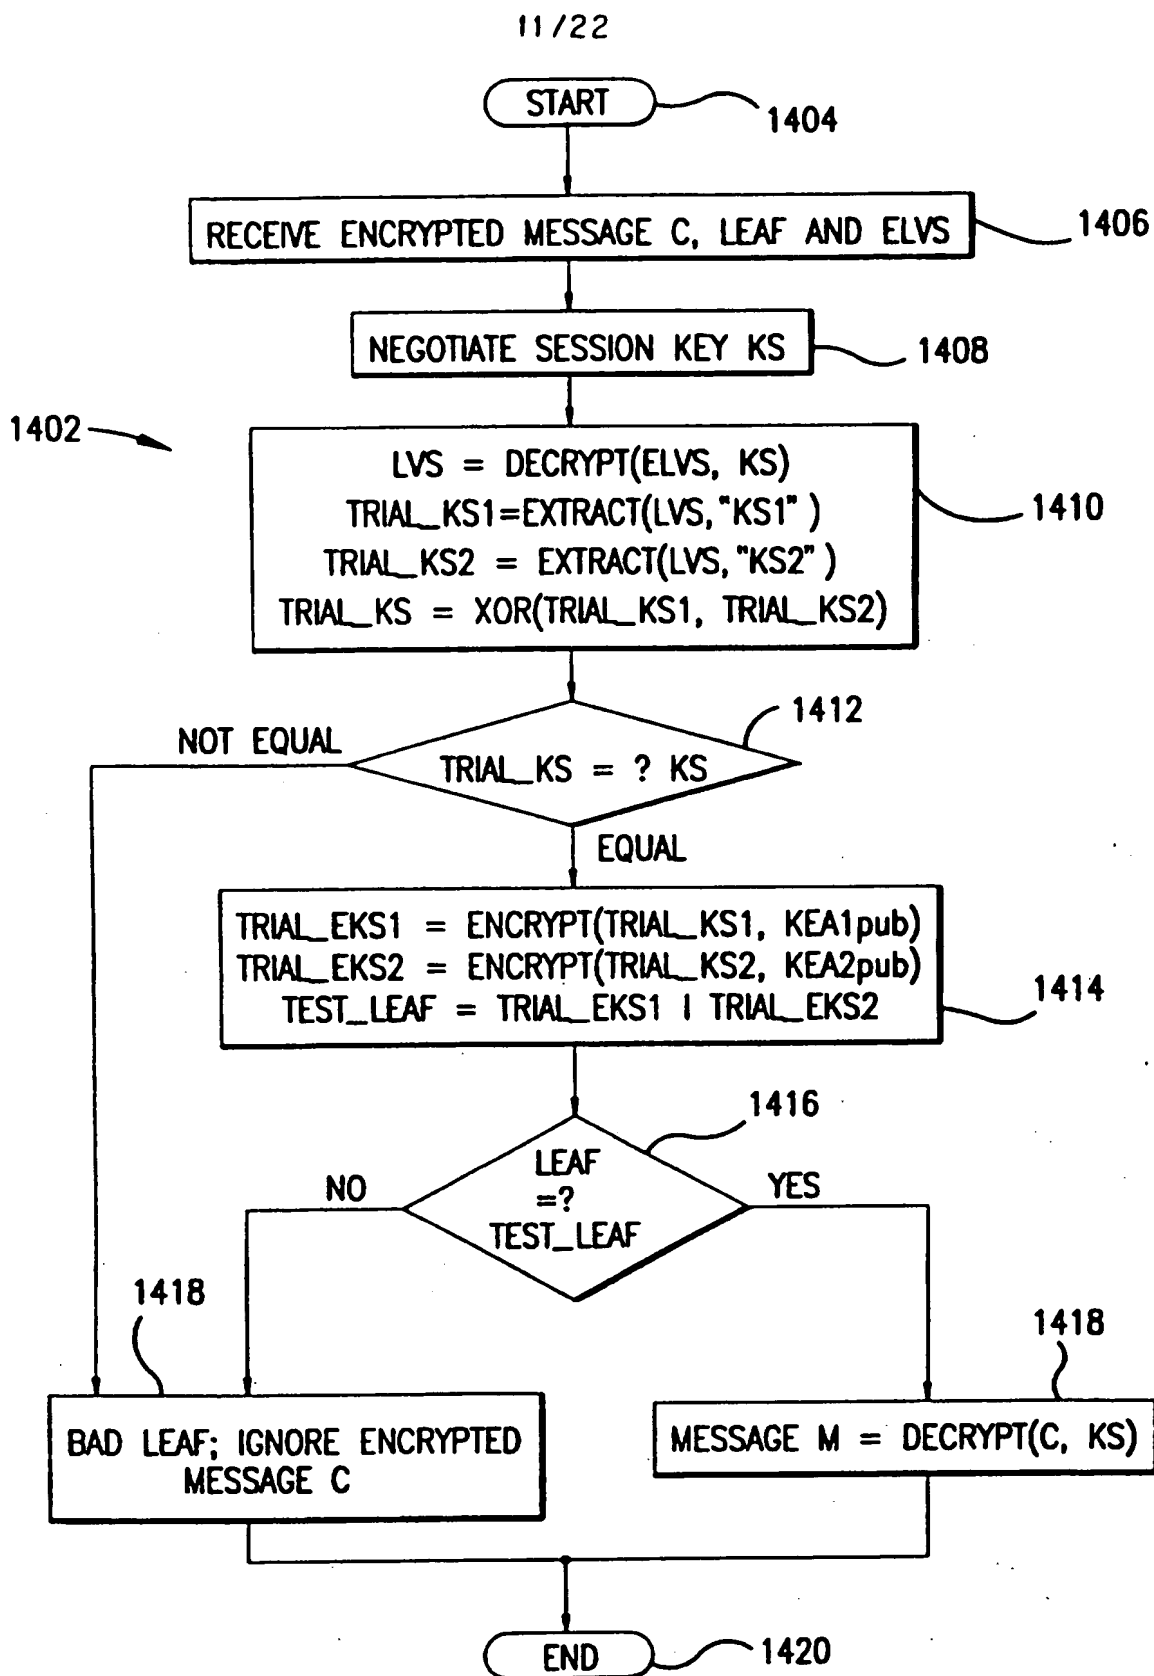 11/22
START
1404
RECEIVE ENCRYPTED MESSAGE C, LEAF AND ELVS
1406
NEGOTIATE SESSION KEY KS
1408
1402
LVS = DECRYPT(ELVS, KS)
TRIAL_KS1=EXTRACT(LVS,"KS1" )
TRIAL_KS2 = EXTRACT(LVS,"KS2" )
TRIAL_KS = XOR(TRIAL_KS1, TRIAL_KS2)
1410
1412
NOT EQUAL
TRIAL_KS = ? KS
EQUAL
TRIAL_EKS1 = ENCRYPT(TRIAL_KS1, KEA1pub)
TRIAL_EKS2 = ENCRYPT(TRIAL_KS2, KEA2pub)
TEST_LEAF = TRIAL_EKS1 | TRIAL_EKS2
1414
1416
LEAF
=?
TEST_LEAF
NO
YES
1418
1418
BAD LEAF; IGNORE ENCRYPTED
MESSAGE C
MESSAGE M = DECRYPT(C, KS)
END
1420